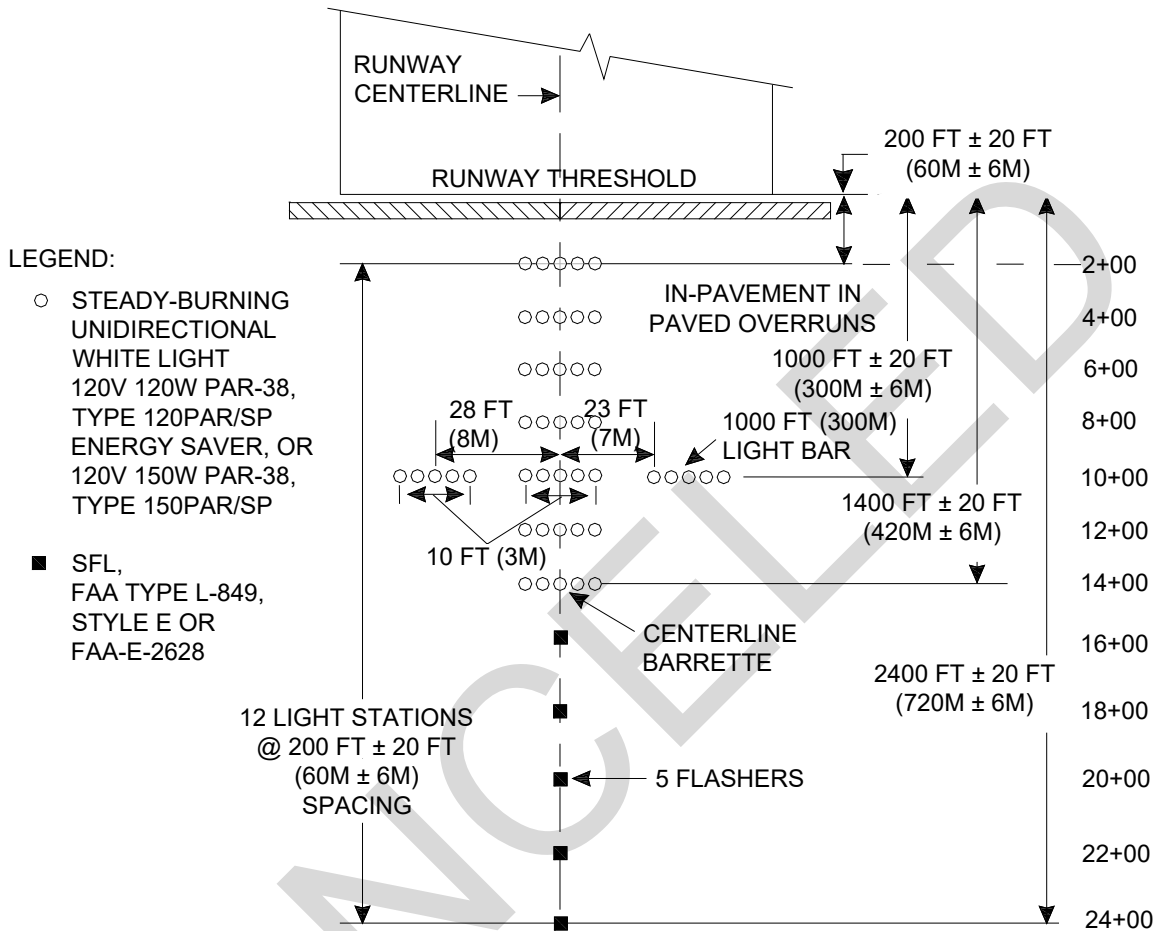 RUNWAY
CENTERLINE
200 FT ± 20 FT
(60M ± 6M)
RUNWAY THRESHOLD
LEGEND:
STEADY-BURNING
UNIDIRECTIONAL
WHITE LIGHT
120V 120W PAR-38,
TYPE 120PAR/SP
ENERGY SAVER, OR
120V 150W PAR-38,
TYPE 150PAR/SP
SFL,
FAA TYPE L-849,
STYLE E OR
FAA-E-2628
IN-PAVEMENT IN
PAVED OVERRUNS
1000 FT ± 20 FT
(300M ± 6M)
28 FT
(8M)
23 FT
(7M)
1000 FT (300M)
LIGHT BAR
1400 FT ± 20 FT
(420M ± 6M)
10 FT (3M)
CENTERLINE
BARRETTE
2400 FT ± 20 FT
(720M ± 6M)
12 LIGHT STATIONS
@ 200 FT ± 20 FT
(60M ± 6M)
SPACING
5 FLASHERS
2+00
4+00
6+00
8+00
10+00
12+00
14+00
16+00
18+00
20+00
22+00
24+00
NCELED